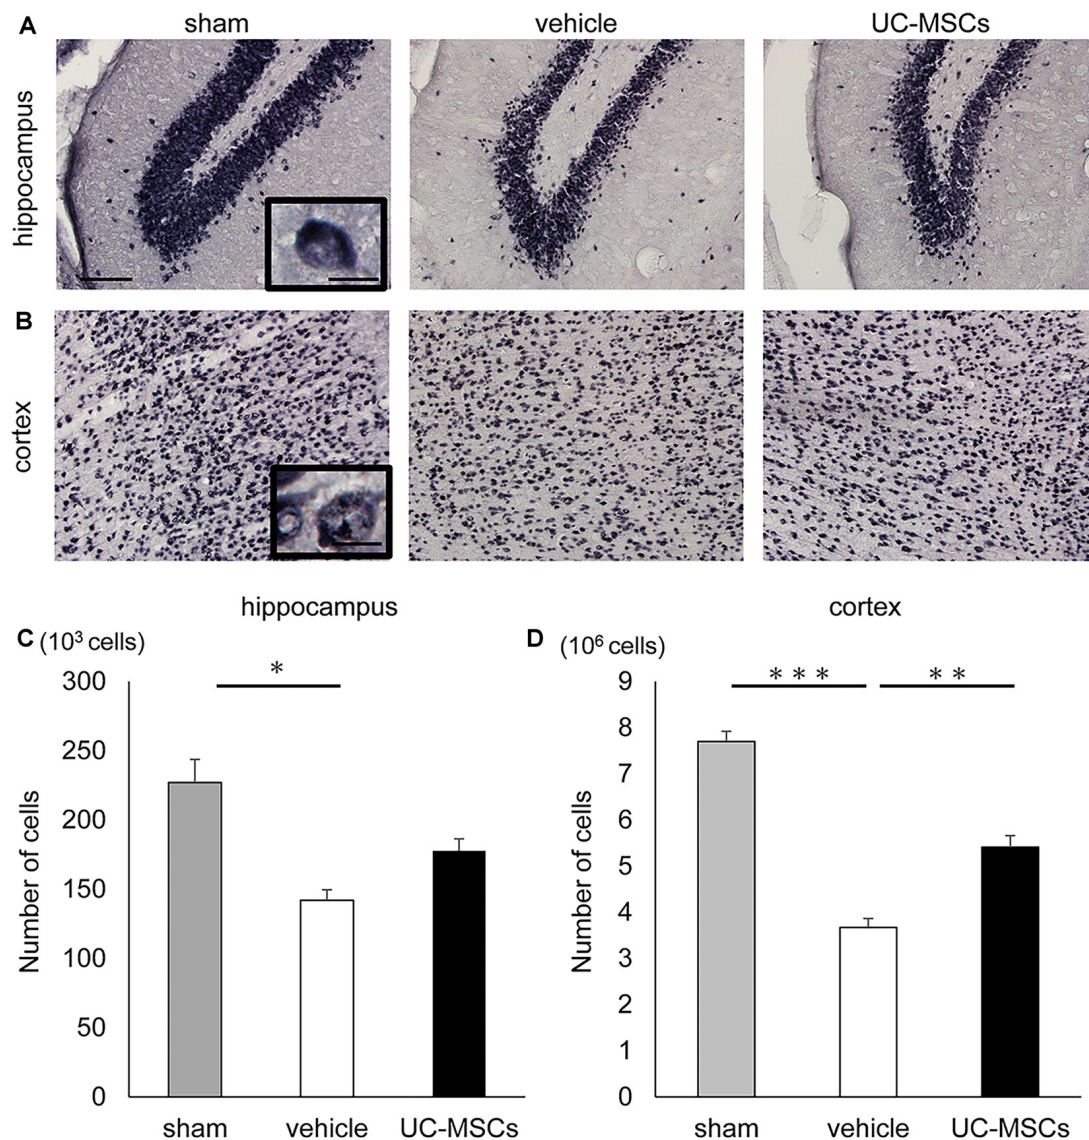 A sham vehicle UC-MSCs
hippocampus
B
cortex
hippocampus cortex
C (10³ cells)
*
300
250
200
150
100
50
0
Number of cells
sham vehicle UC-MSCs
D (10⁶ cells)
* * * * *
9
8
7
6
5
4
3
2
1
0
Number of cells
sham vehicle UC-MSCs